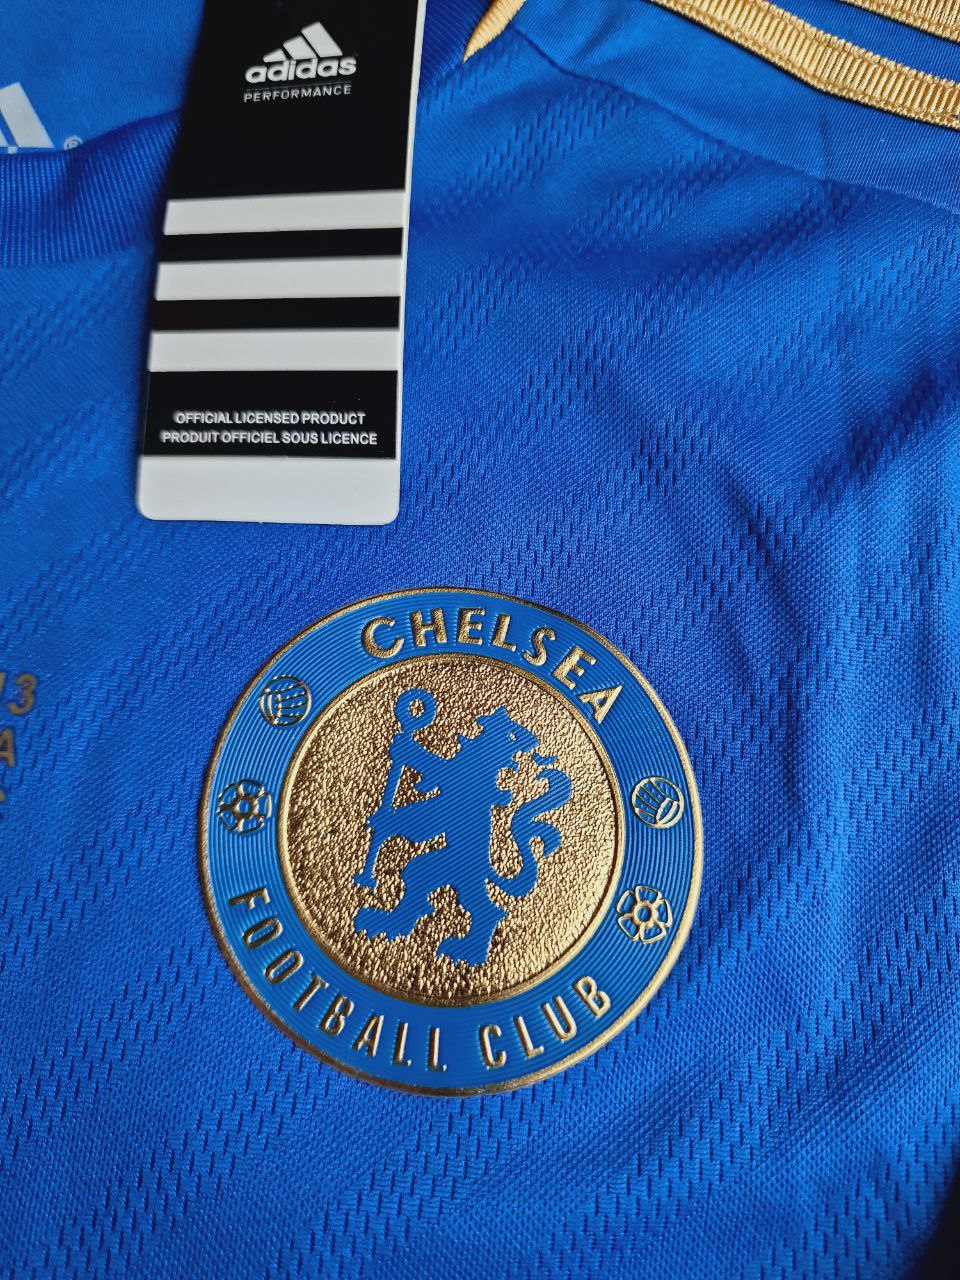 adidas
PERFORMANCE
®
OFFICIAL LICENSED PRODUCT
PRODUIT OFFICIEL SOUS LICENCE
CHELSEA
FOOTBALL CLUB